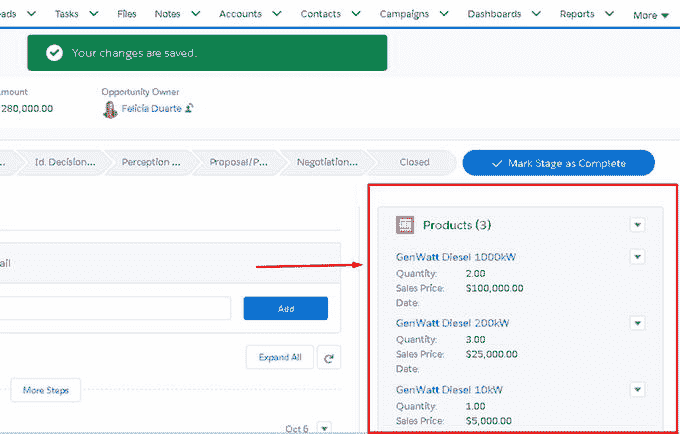 eads Tasks Files Notes Accounts Contacts Campaigns Dashboards Reports More
Your changes are saved.
mount Opportunity Owner
280,000.00 Felicia Duarte
... Id. Decision... Perception ... Proposal/P... Negotiation... Closed Mark Stage as Complete
Products (3)
GenWatt Diesel 1000kW
ail
Quantity: 2.00
Sales Price: $100,000.00
Date:
Add
GenWatt Diesel 200kW
Quantity: 3.00
Sales Price: $25,000.00
Expand All
Date:
More Steps
GenWatt Diesel 10kW
Quantity: 1.00
Sales Price: $5,000.00
Oct 6